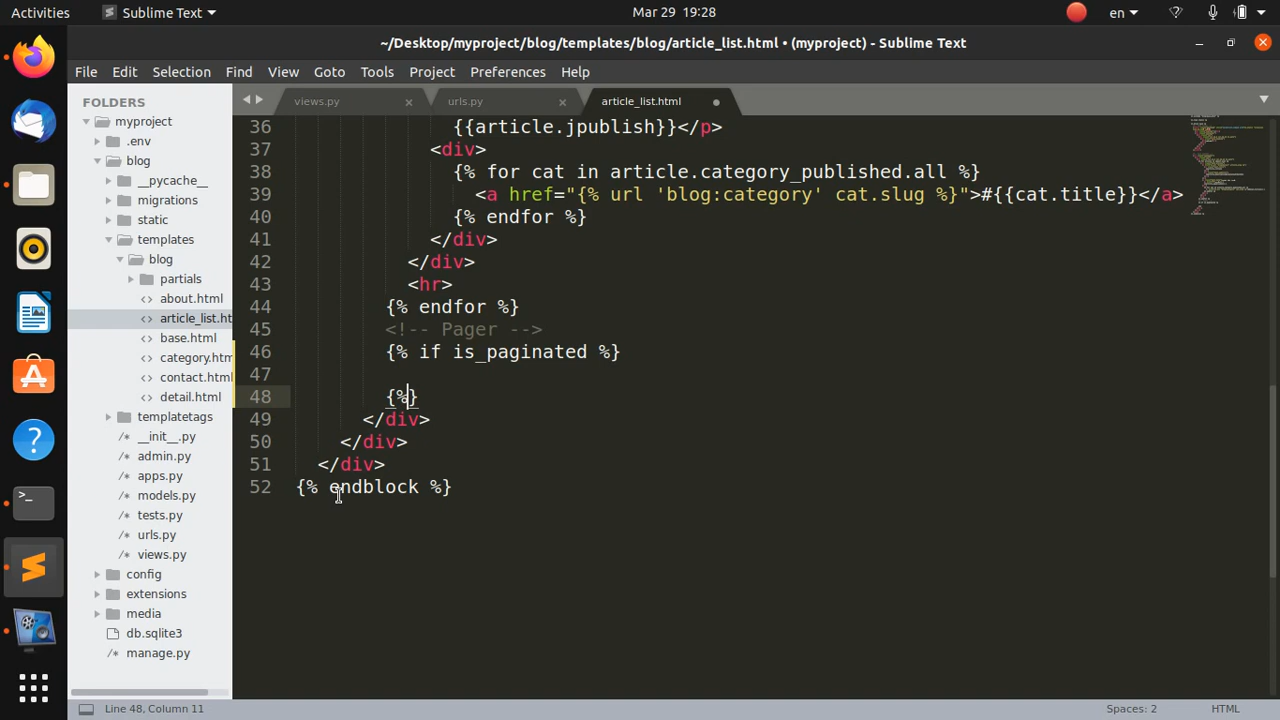 Activities
Sublime Text
Mar 29 19:28
en
~/Desktop/myproject/blog/templates/blog/article_list.html • (myproject) - Sublime Text
File Edit Selection Find View Goto Tools Project Preferences Help
FOLDERS
myproject
.env
blog
__pycache__
migrations
static
templates
blog
partials
about.html
article_list.ht
base.html
category.htm
contact.html
detail.html
templatetags
__init__.py
admin.py
apps.py
models.py
tests.py
urls.py
views.py
config
extensions
media
db.sqlite3
manage.py
views.py
urls.py
article_list.html
36 {{article.jpublish}}</p>
37 <div>
38 {% for cat in article.category_published.all %}
39 <a href="{% url 'blog:category' cat.slug %}">#{{cat.title}}</a>
40 {% endfor %}
41 </div>
42 </div>
43 <hr>
44 {% endfor %}
45 <!-- Pager -->
46 {% if is_paginated %}
47
48 {%}
49 </div>
50 </div>
51 </div>
52 {% endblock %}
Line 48, Column 11
Spaces: 2
HTML